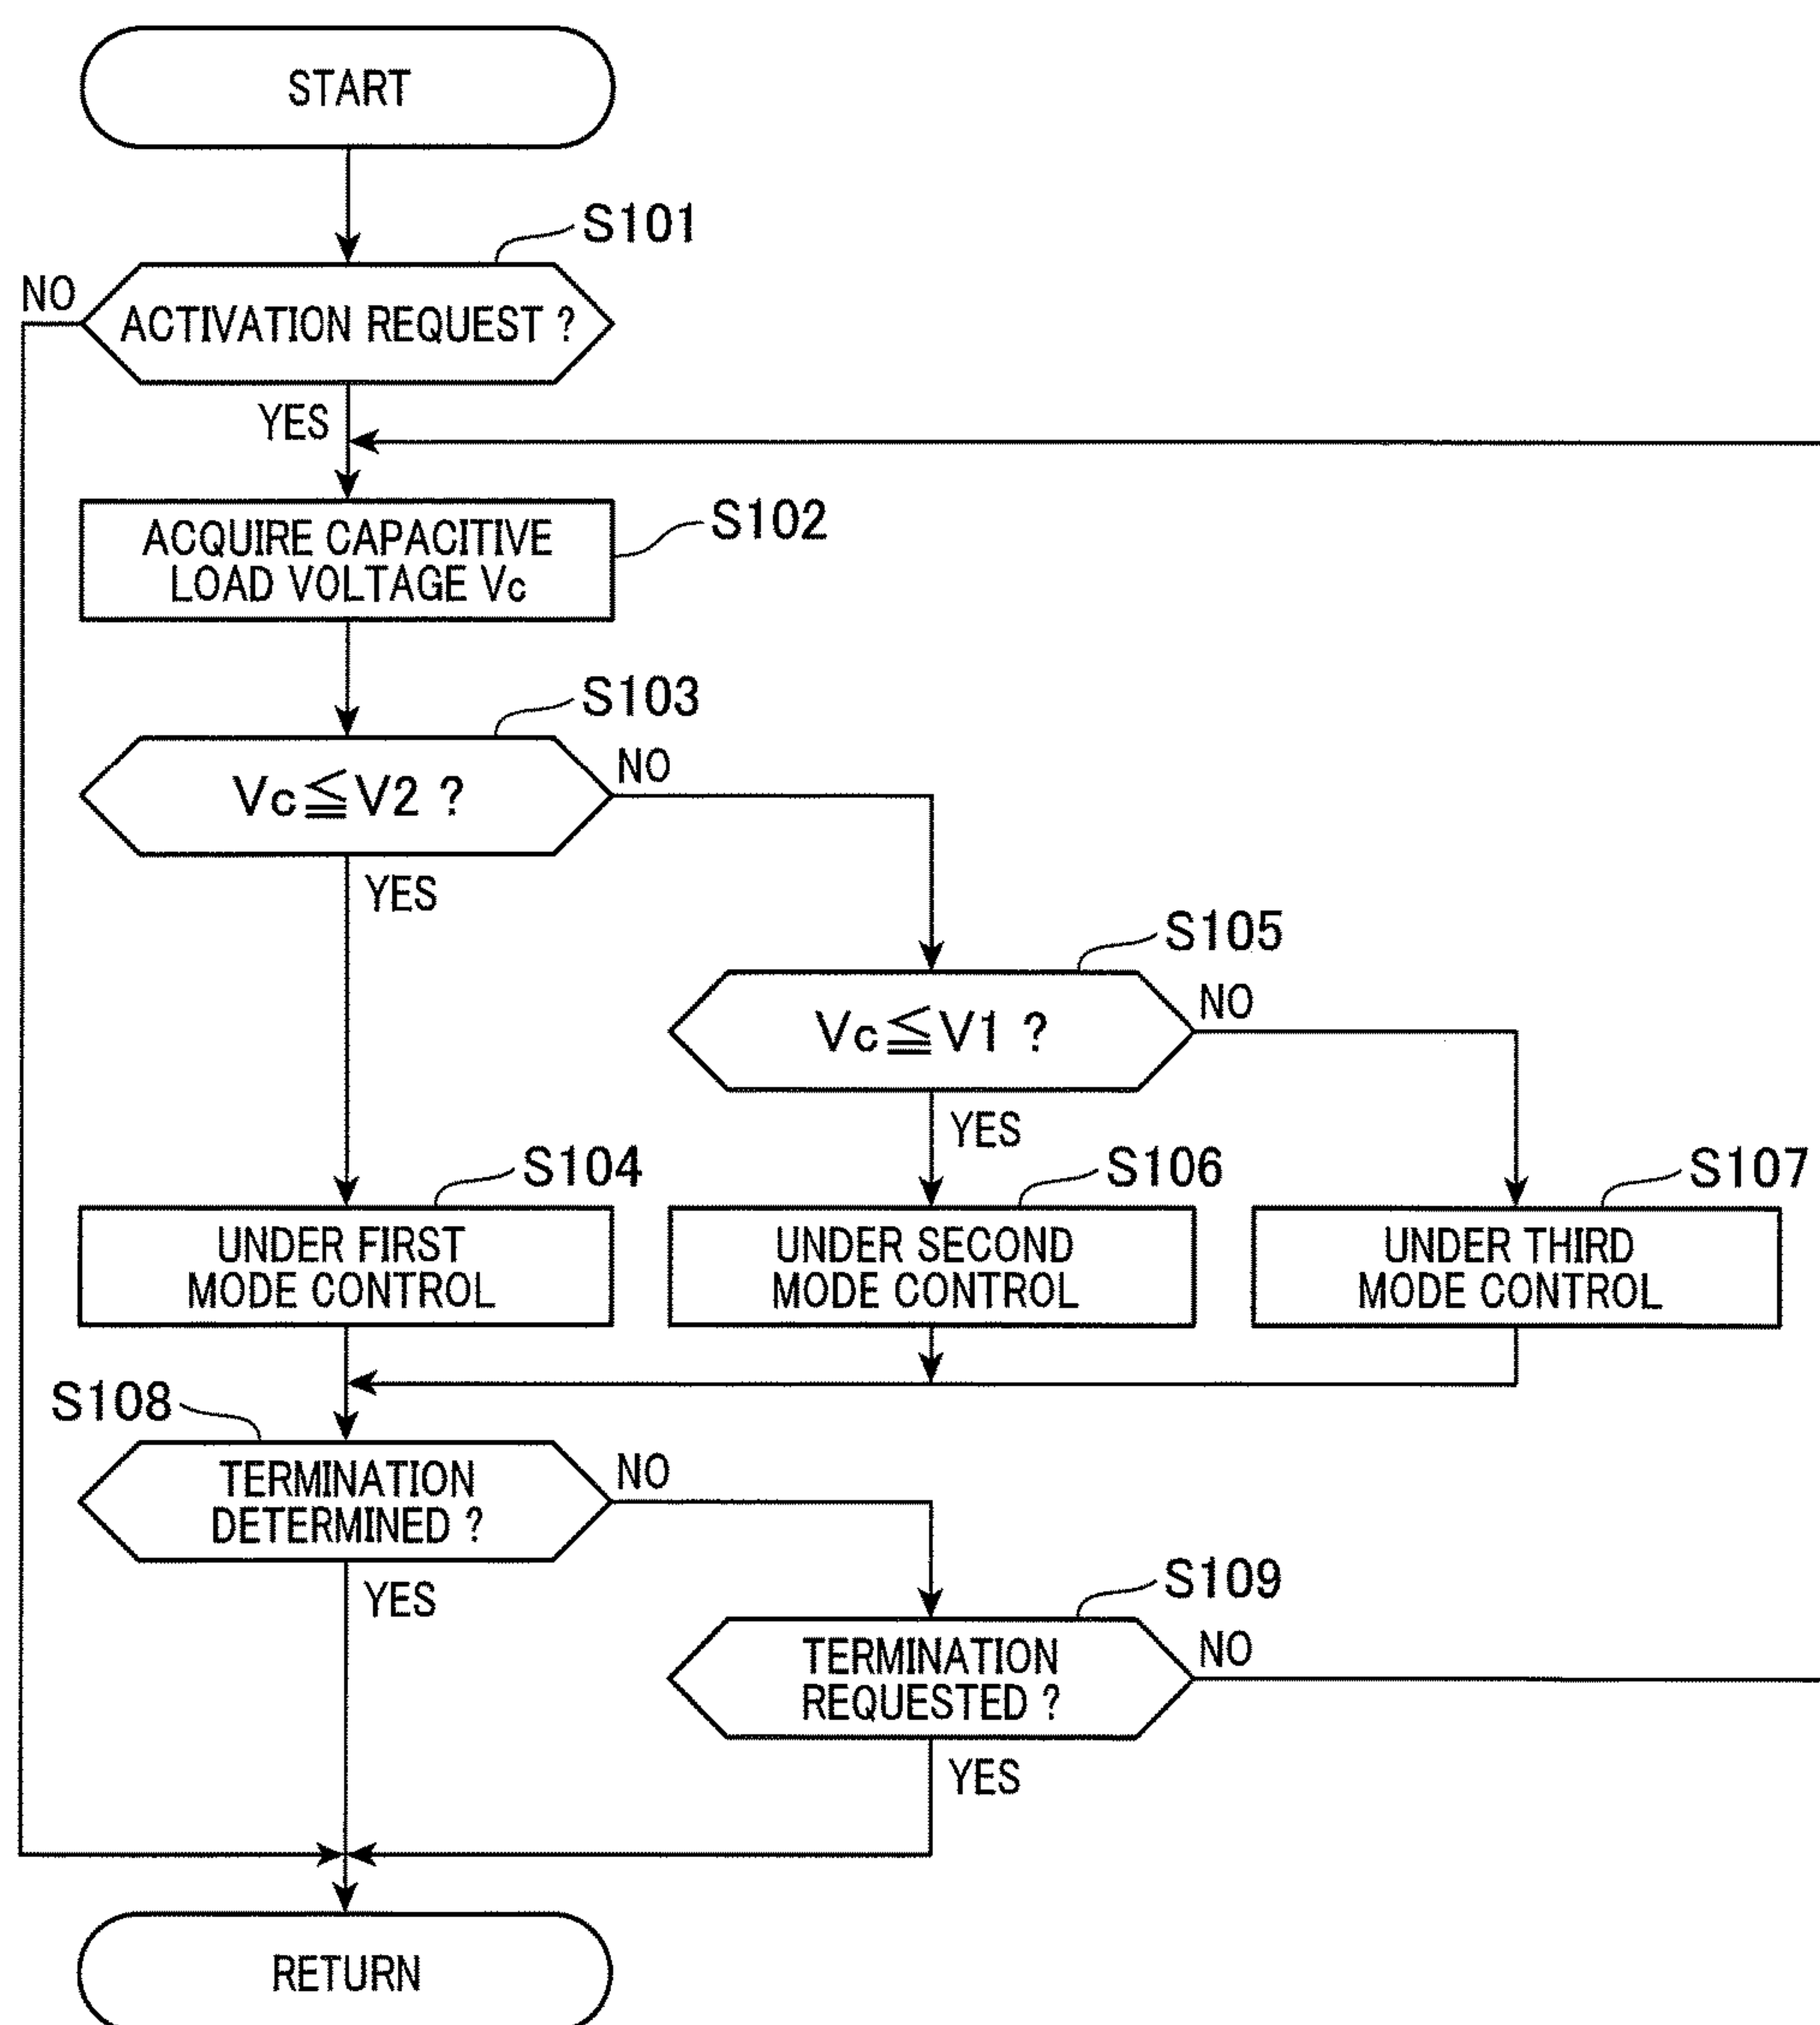 START
S101
NO
ACTIVATION REQUEST ?
YES
ACQUIRE CAPACITIVE
LOAD VOLTAGE Vc
S102
S103
Vc≦V2 ?
NO
YES
S105
Vc≦V1 ?
NO
YES
S104
UNDER FIRST
MODE CONTROL
S106
UNDER SECOND
MODE CONTROL
S107
UNDER THIRD
MODE CONTROL
S108
TERMINATION
DETERMINED ?
NO
YES
S109
TERMINATION
REQUESTED ?
NO
YES
RETURN